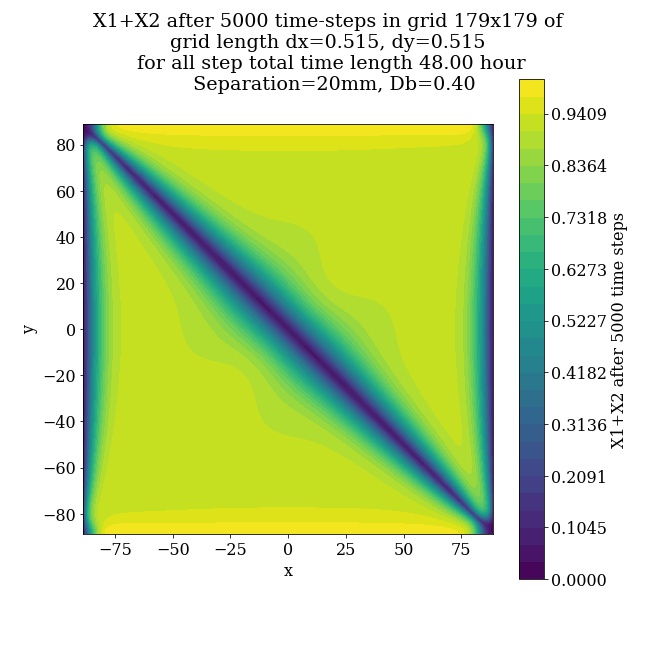 X1+X2 after 5000 time-steps in grid 179x179 of
grid length dx=0.515, dy=0.515
for all step total time length 48.00 hour
Separation=20mm, Db=0.40
80
60
40
20
0
−20
−40
−60
−80
y
−75 −50 −25 0 25 50 75
x
0.9409
0.8364
0.7318
0.6273
0.5227
0.4182
0.3136
0.2091
0.1045
0.0000
X1+X2 after 5000 time steps